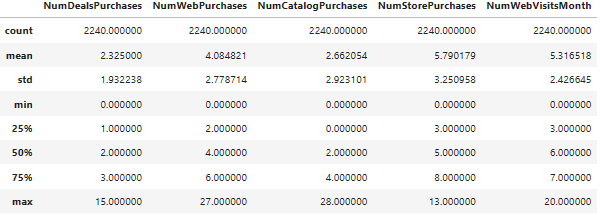 NumDealsPurchases NumWebPurchases NumCatalogPurchases NumStorePurchases NumWebVisitsMonth
count 2240.000000 2240.000000 2240.000000 2240.000000 2240.000000
mean 2.325000 4.084821 2.662054 5.790179 5.316518
std 1.932238 2.778714 2.923101 3.250958 2.426645
min 0.000000 0.000000 0.000000 0.000000 0.000000
25% 1.000000 2.000000 0.000000 3.000000 3.000000
50% 2.000000 4.000000 2.000000 5.000000 6.000000
75% 3.000000 6.000000 4.000000 8.000000 7.000000
max 15.000000 27.000000 28.000000 13.000000 20.000000